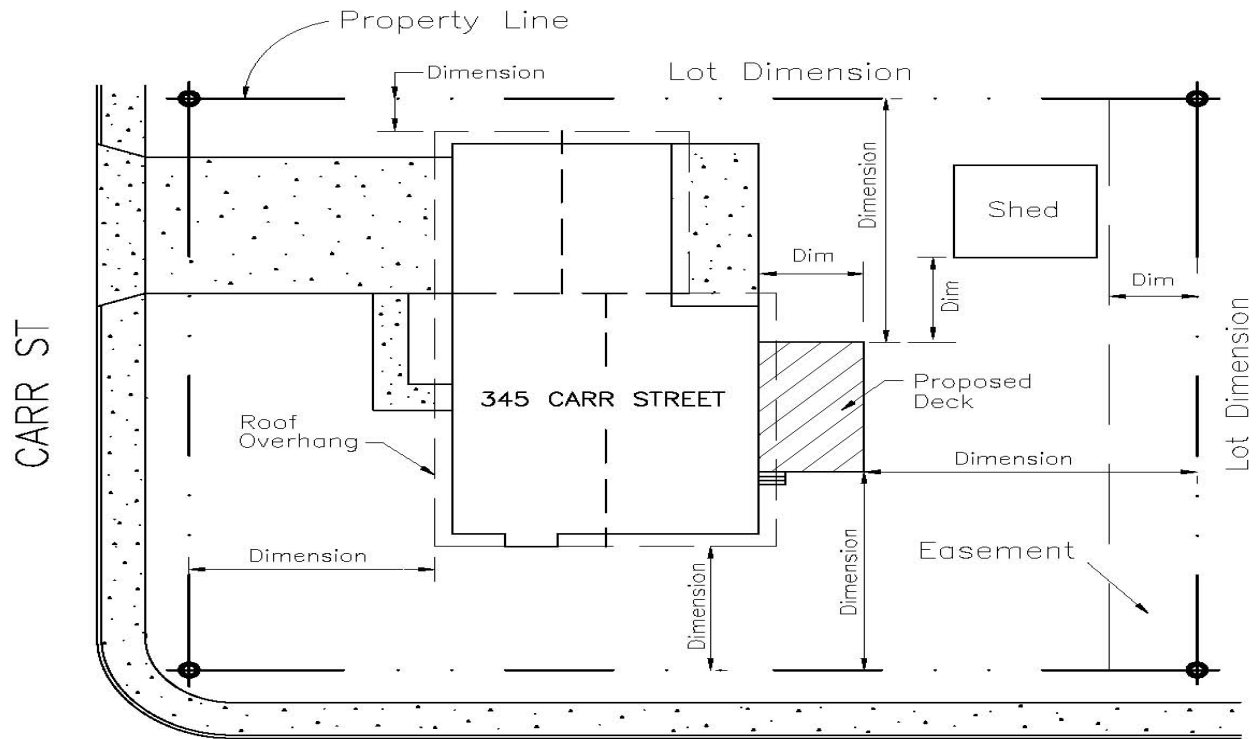 Property Line
Dimension
Lot Dimension
Dimension
Shed
Dim
Dim
Dim
Lot Dimension
CARR ST
345 CARR STREET
Proposed
Deck
Roof
Overhang
Dimension
Dimension
Easement
Dimension
Dimension